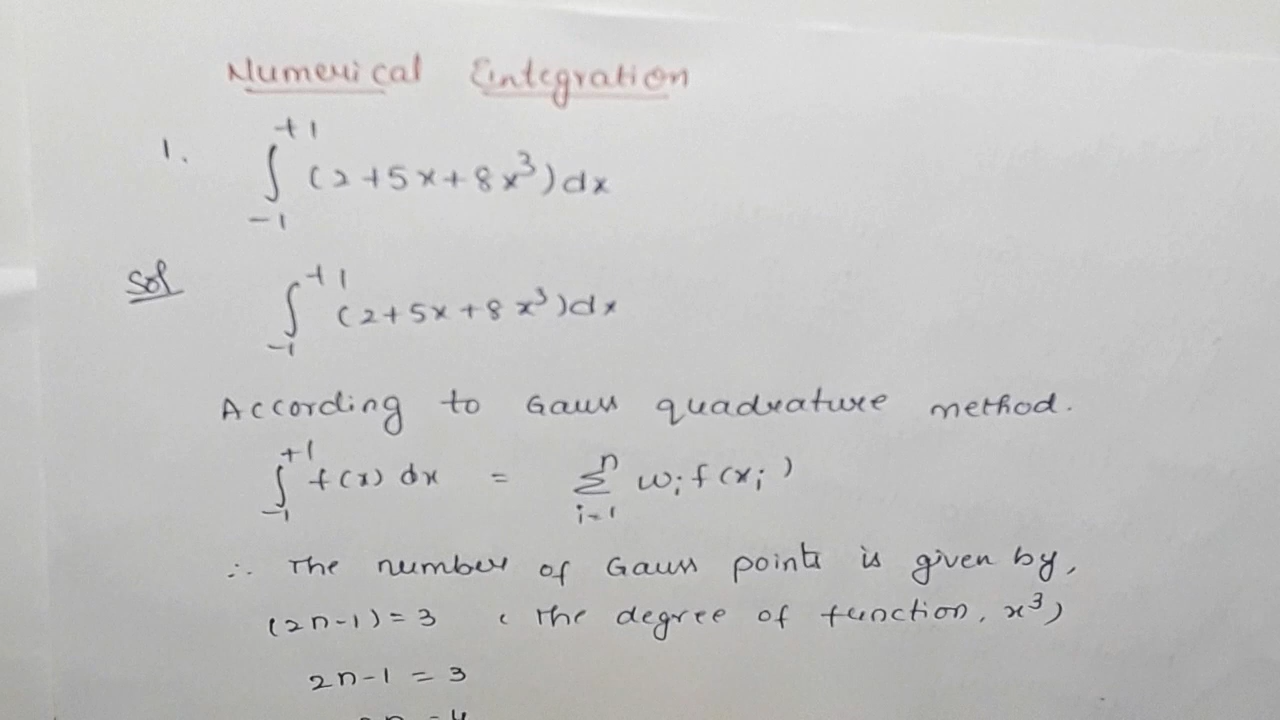 Numerical Eintegration
1. ∫₋₁⁺¹ (2+5x+8x³)dx
Sol ∫₋₁⁺¹ (2+5x+8x³)dx
According to Gauss quadrature method.
∫₋₁⁺¹ f(x) dx = Σᵢ₌₁ⁿ wᵢ f(xᵢ)
∴ The number of Gauss points is given by,
(2n-1)=3 ( The degree of function, x³)
2n-1 = 3